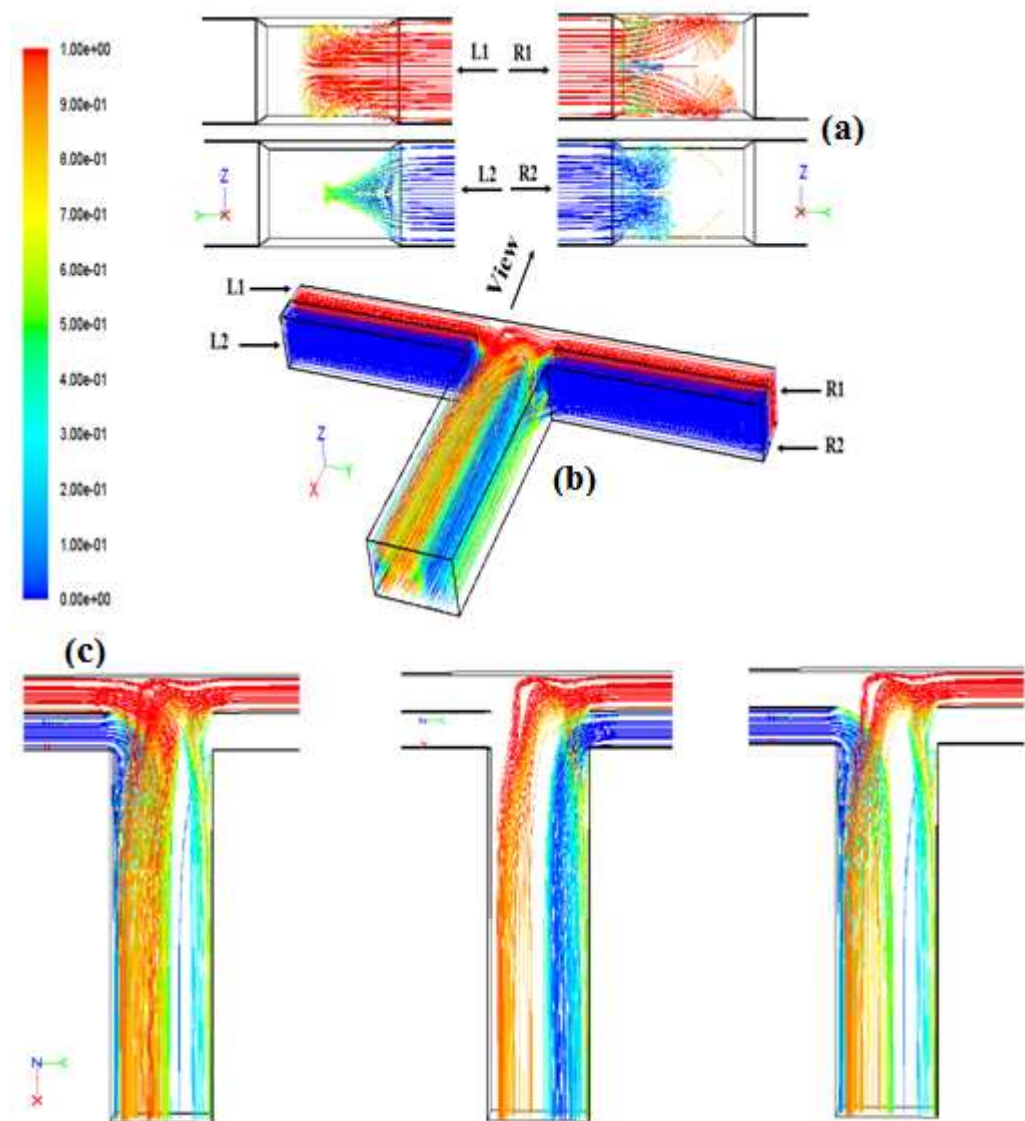 1.00e+00
9.00e-01
8.00e-01
7.00e-01
6.00e-01
5.00e-01
4.00e-01
3.00e-01
2.00e-01
1.00e-01
0.00e+00
L1 R1
(a)
L2 R2
Z
Y X
Z
X Y
View
L1
L2
R1
R2
Z
Y
X
(b)
(c)
Z Y
X